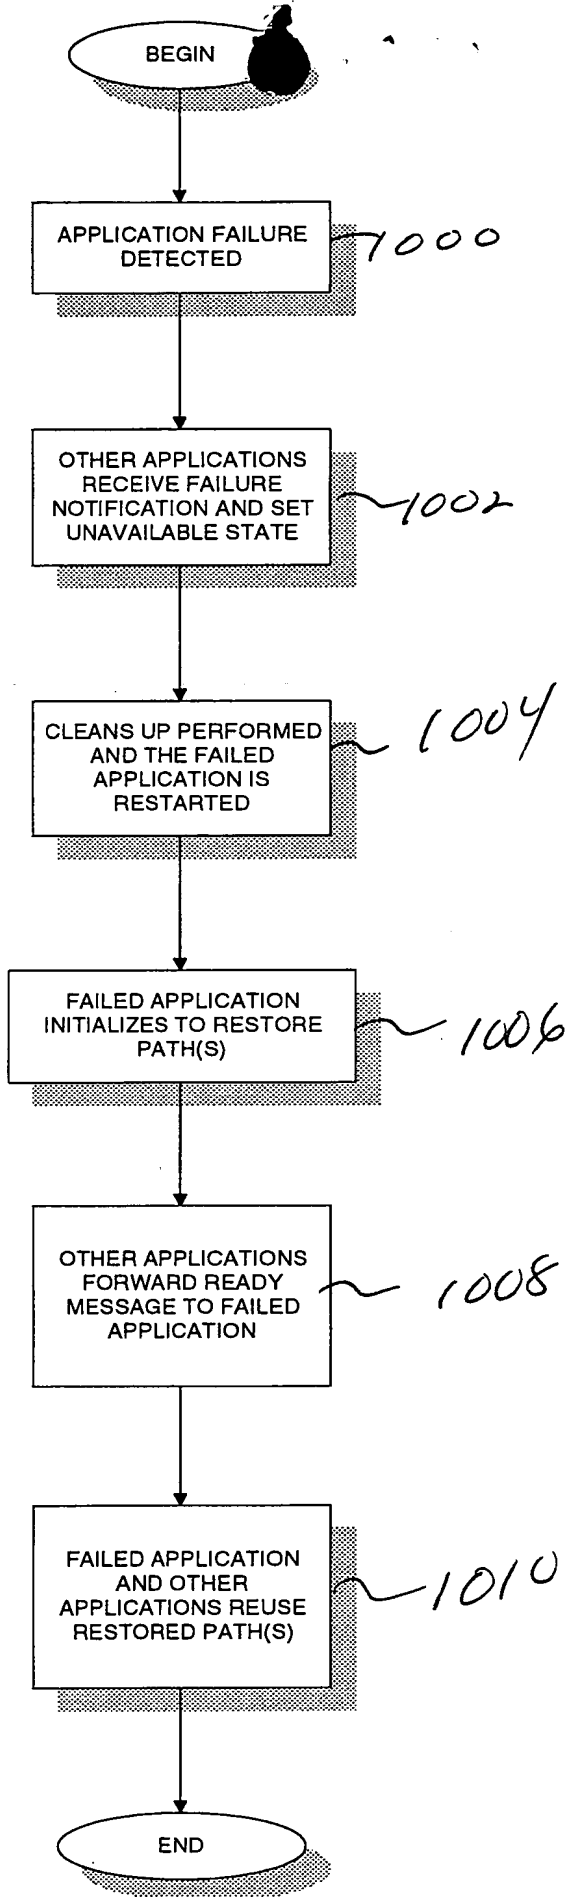 BEGIN
APPLICATION FAILURE
DETECTED
1000
OTHER APPLICATIONS
RECEIVE FAILURE
NOTIFICATION AND SET
UNAVAILABLE STATE
1002
CLEANS UP PERFORMED
AND THE FAILED
APPLICATION IS
RESTARTED
1004
FAILED APPLICATION
INITIALIZES TO RESTORE
PATH(S)
1006
OTHER APPLICATIONS
FORWARD READY
MESSAGE TO FAILED
APPLICATION
1008
FAILED APPLICATION
AND OTHER
APPLICATIONS REUSE
RESTORED PATH(S)
1010
END